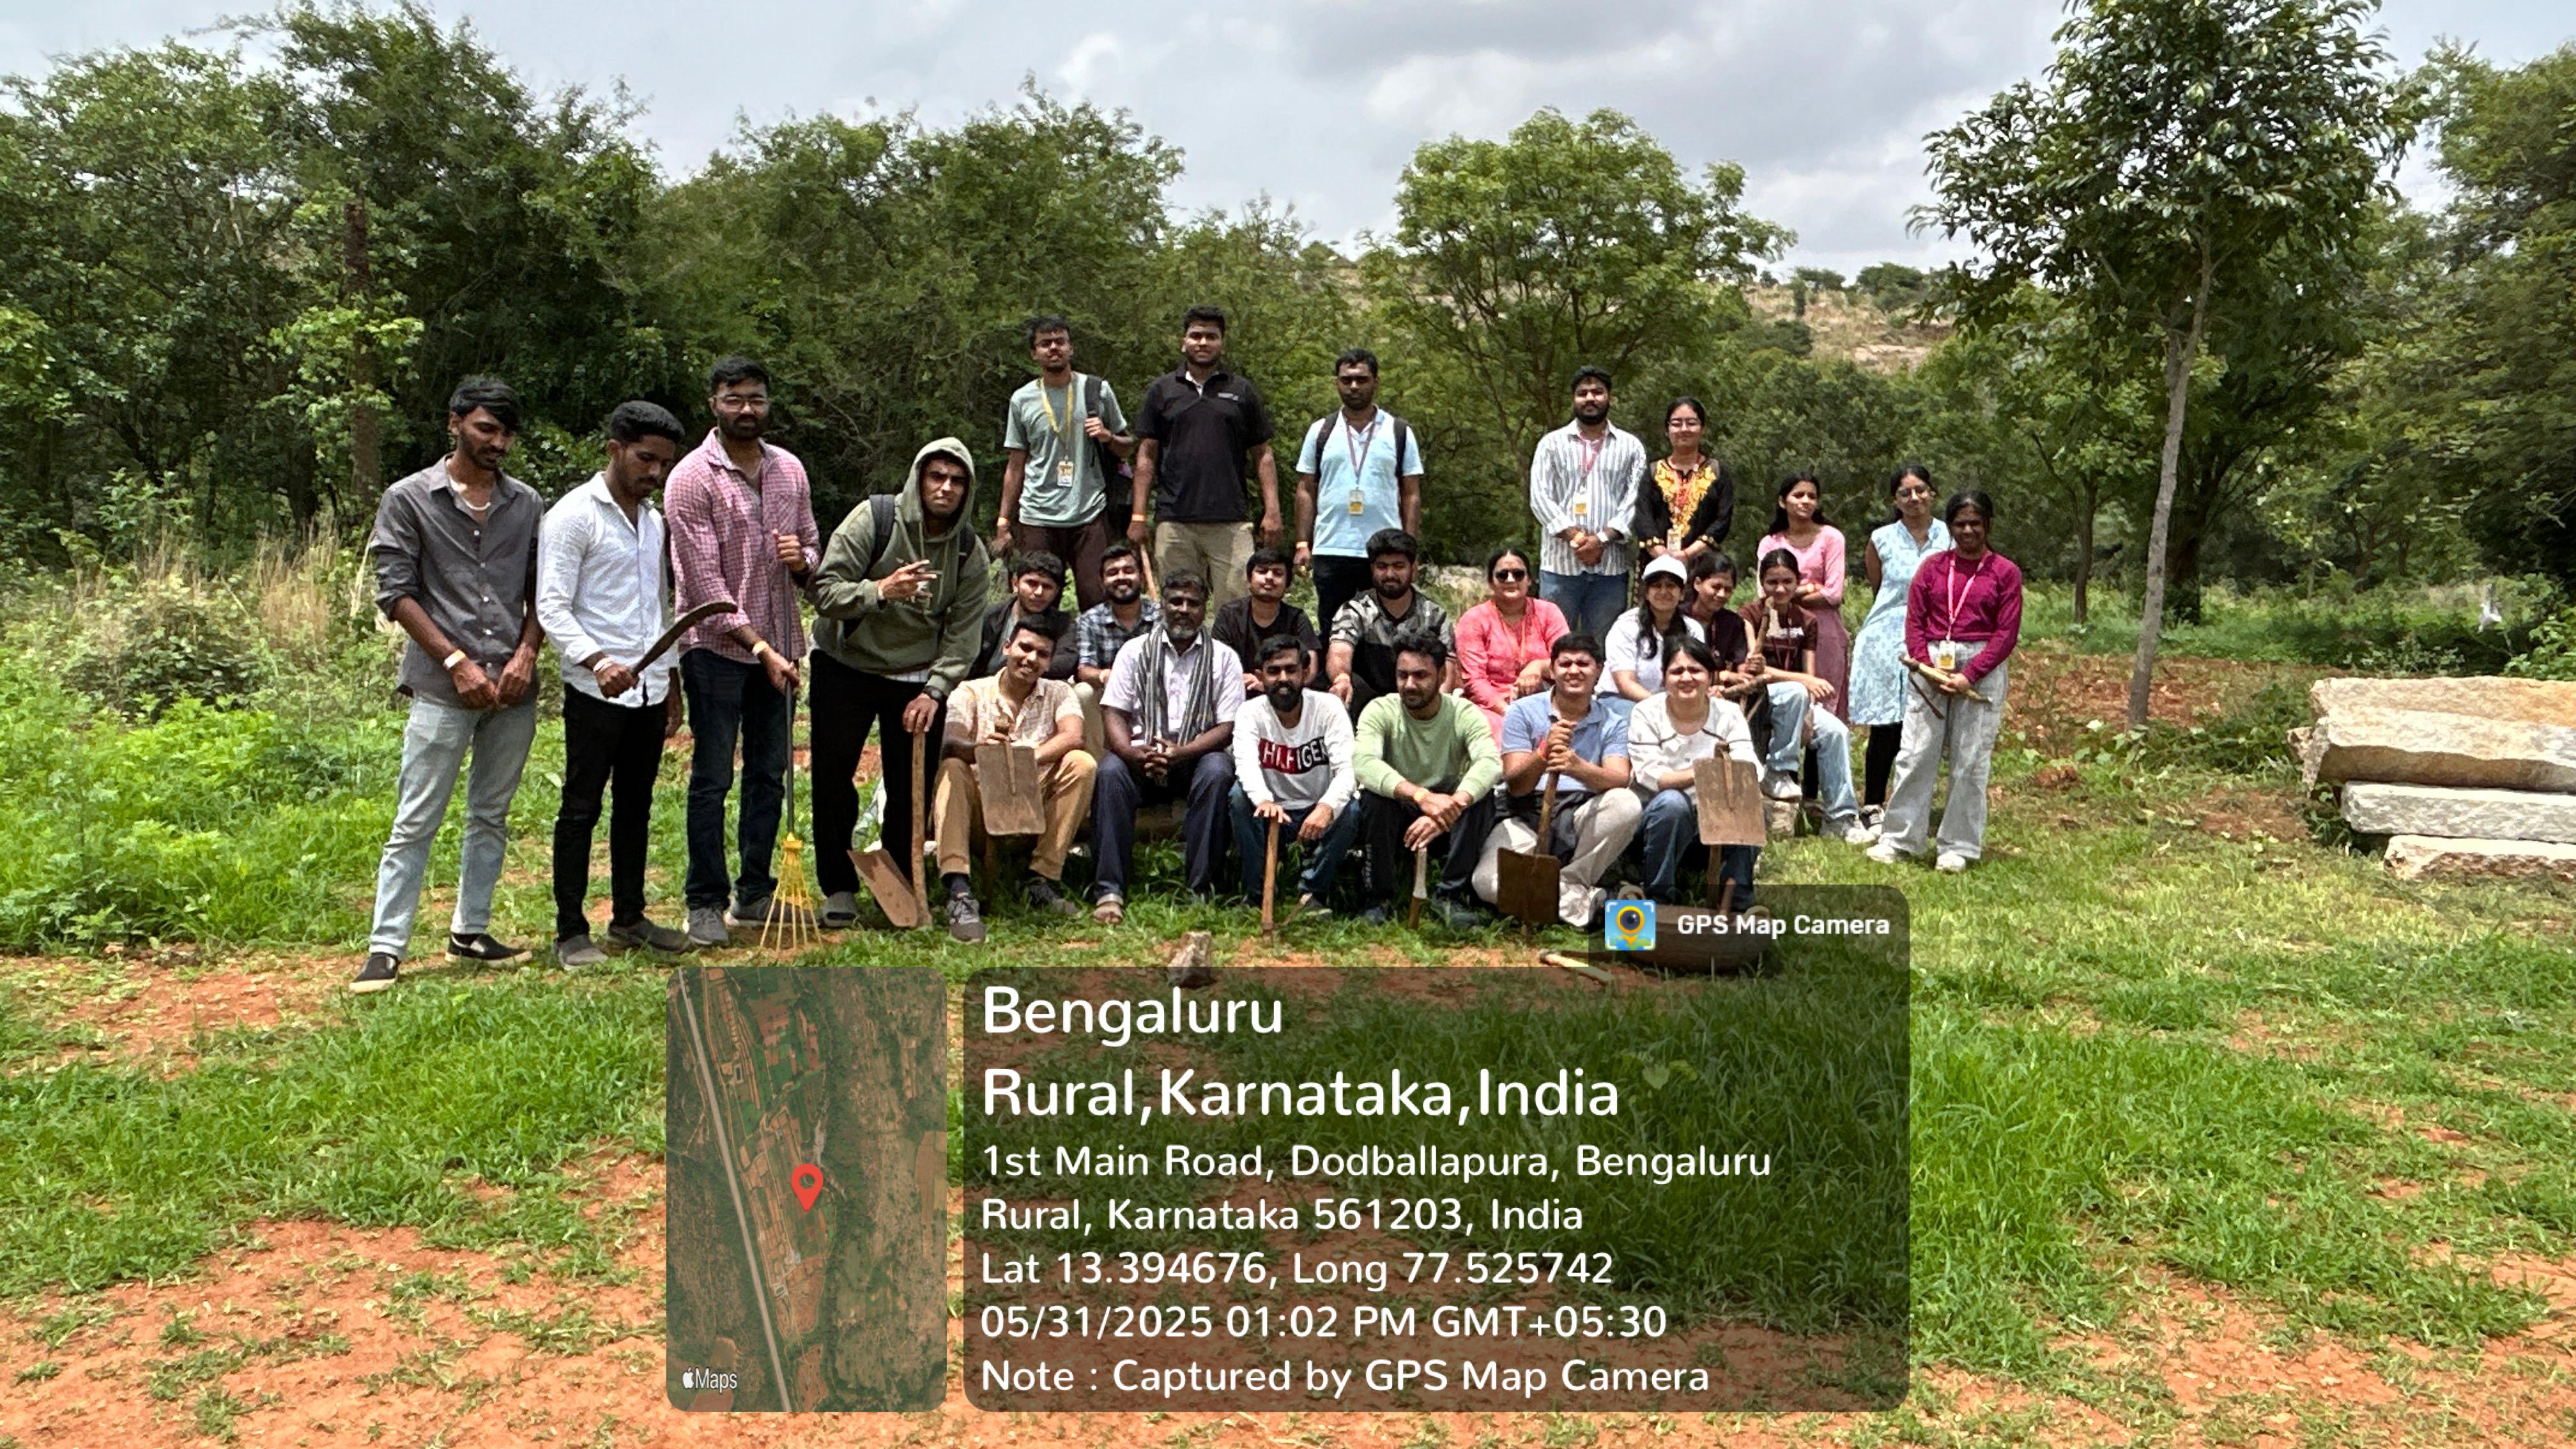 HILFIGER
GPS Map Camera
Bengaluru
Rural,Karnataka,India
1st Main Road, Dodballapura, Bengaluru
Rural, Karnataka 561203, India
Lat 13.394676, Long 77.525742
05/31/2025 01:02 PM GMT+05:30
Note : Captured by GPS Map Camera
Maps